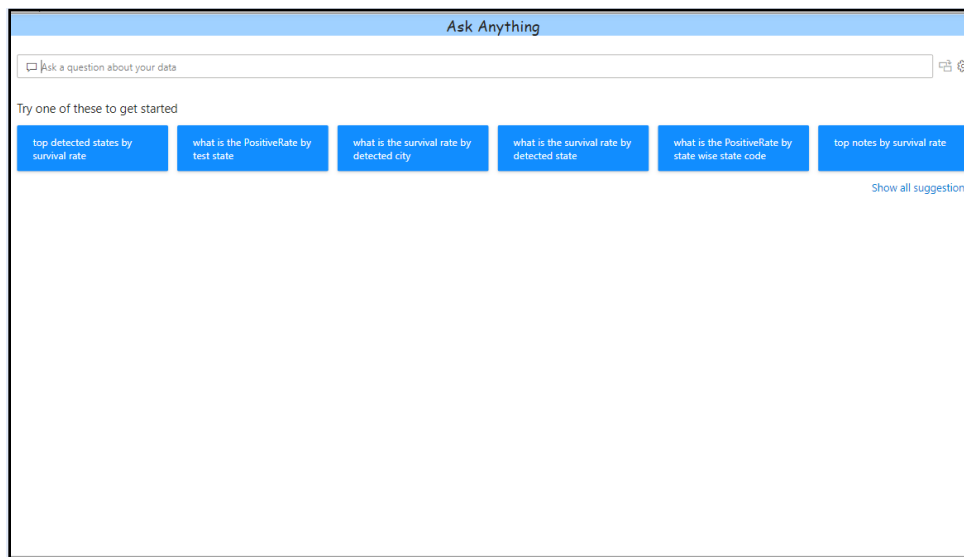 Ask Anything
Ask a question about your data
Try one of these to get started
top detected states by
survival rate
what is the PositiveRate by
test state
what is the survival rate by
detected city
what is the survival rate by
detected state
what is the PositiveRate by
state wise state code
top notes by survival rate
Show all suggestion